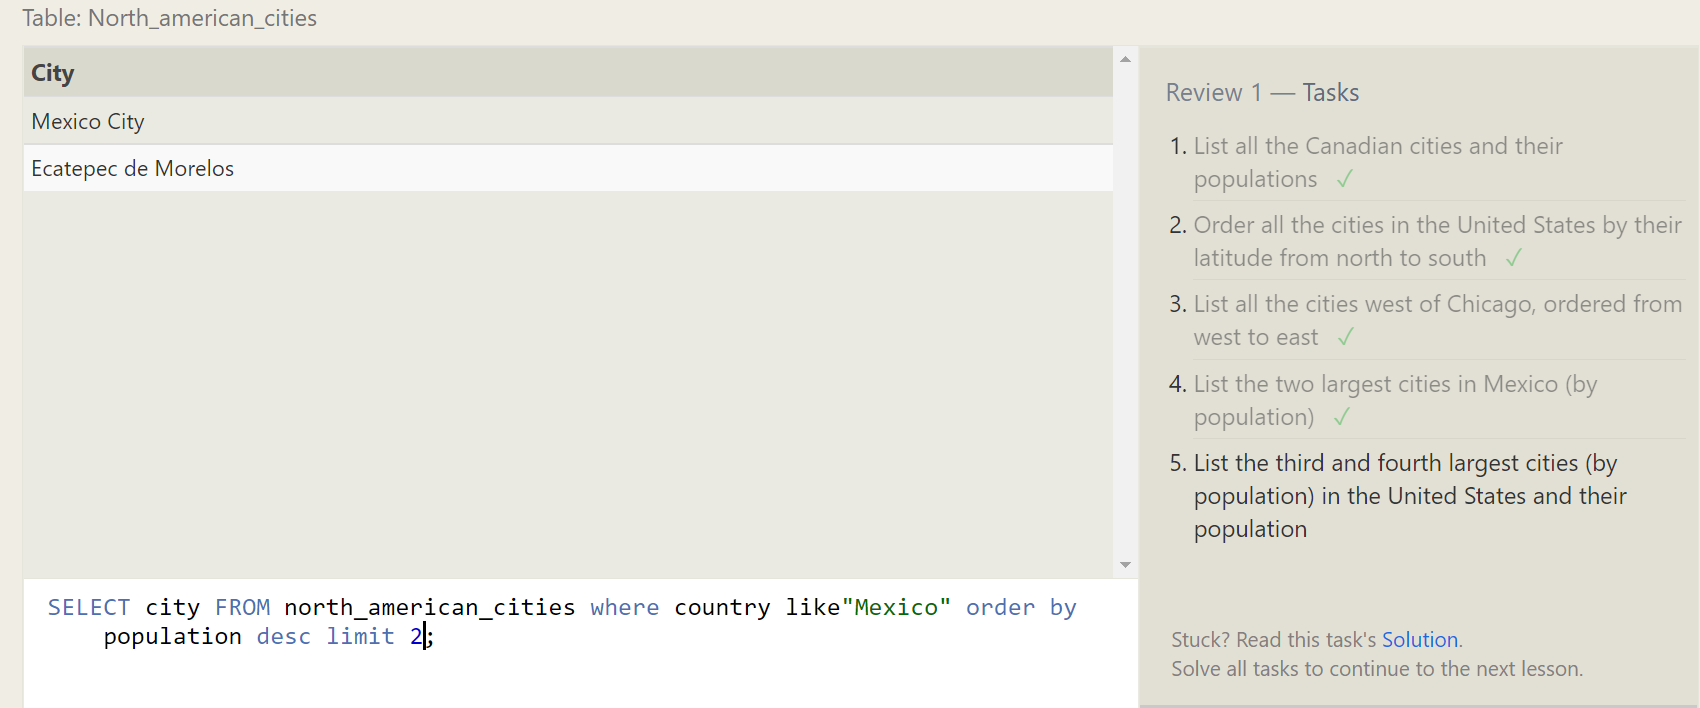 Table: North_american_cities
City
Mexico City
Ecatepec de Morelos
SELECT city FROM north_american_cities where country like"Mexico" order by
population desc limit 2;
Review 1 — Tasks
1. List all the Canadian cities and their
populations ✓
2. Order all the cities in the United States by their
latitude from north to south ✓
3. List all the cities west of Chicago, ordered from
west to east ✓
4. List the two largest cities in Mexico (by
population) ✓
5. List the third and fourth largest cities (by
population) in the United States and their
population
Stuck? Read this task's Solution.
Solve all tasks to continue to the next lesson.